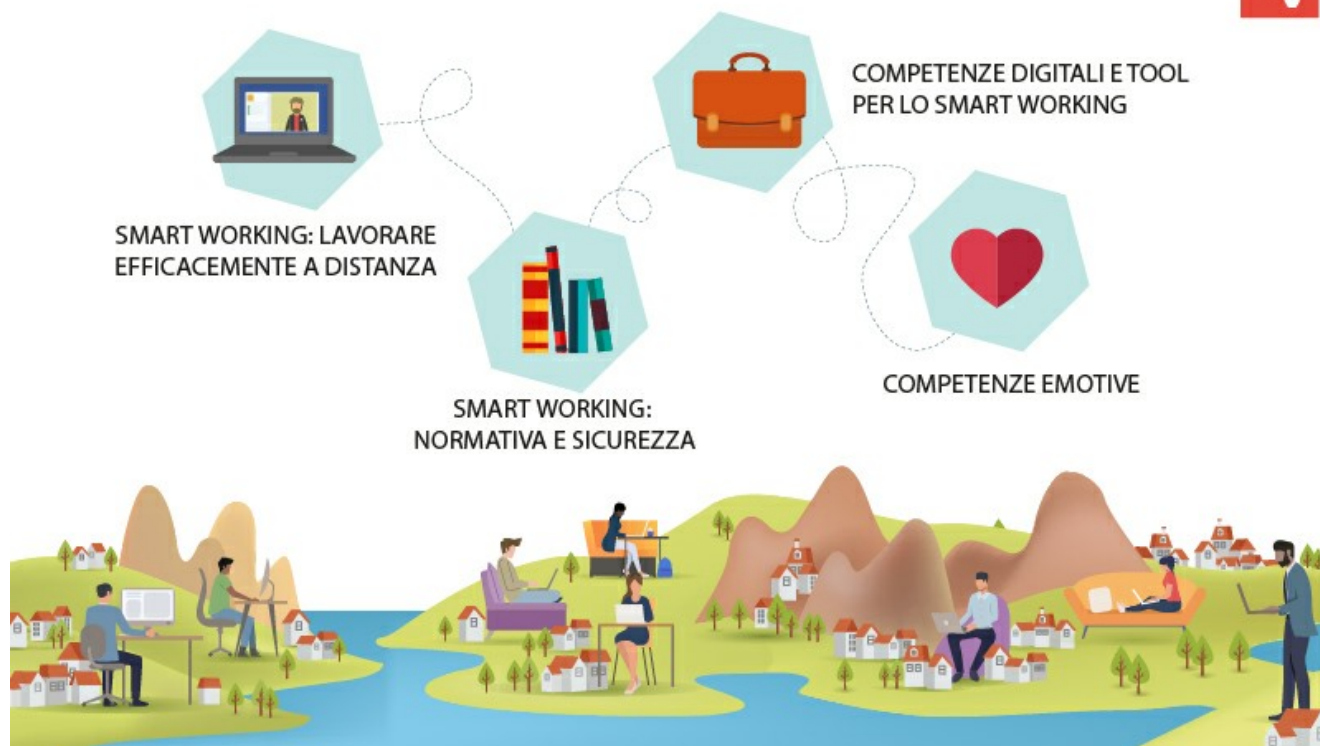 SMART WORKING: LAVORARE
EFFICACEMENTE A DISTANZA
SMART WORKING:
NORMATIVA E SICUREZZA
COMPETENZE DIGITALI E TOOL
PER LO SMART WORKING
COMPETENZE EMOTIVE